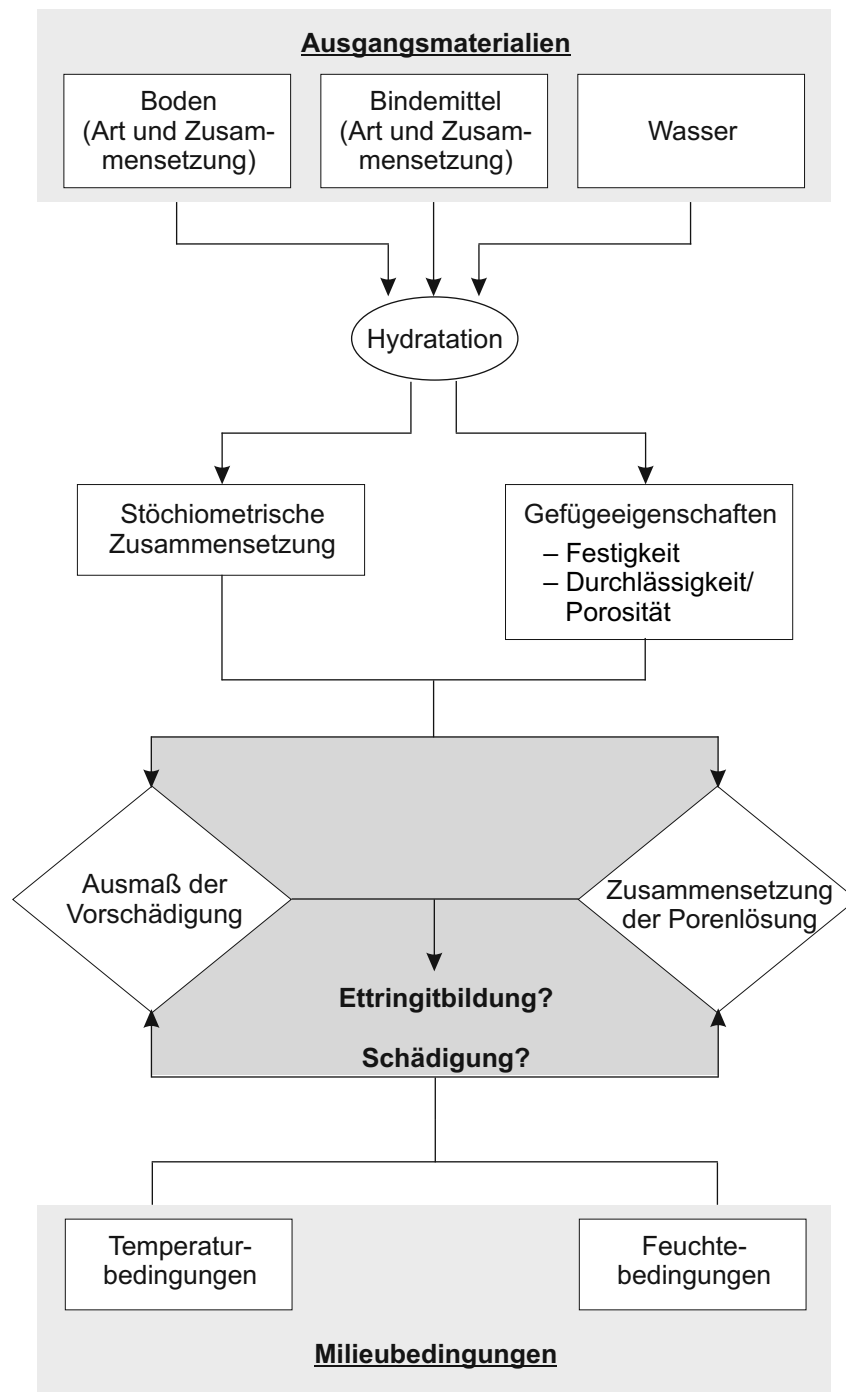 Ausgangsmaterialien
Boden
(Art und Zusam-
mensetzung)
Bindemittel
(Art und Zusam-
mensetzung)
Wasser
Hydratation
Stöchiometrische
Zusammensetzung
Gefügeeigenschaften
– Festigkeit
– Durchlässigkeit/
Porosität
Ausmaß der
Vorschädigung
Zusammensetzung
der Porenlösung
Ettringitbildung?
Schädigung?
Temperatur-
bedingungen
Feuchte-
bedingungen
Milieubedingungen